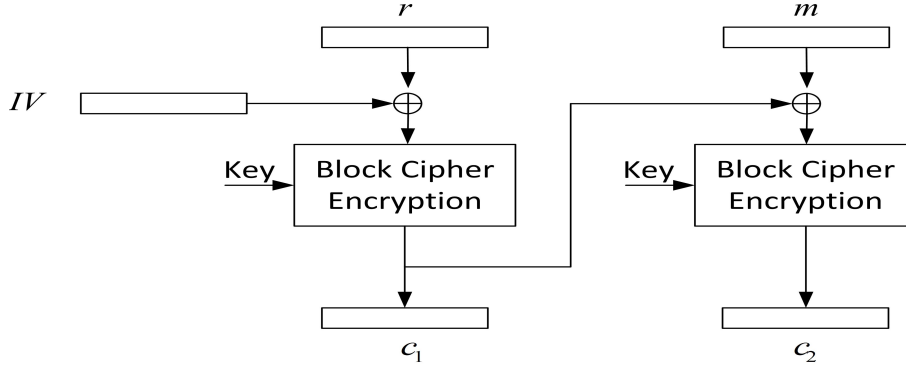 r
m
IV
Key
Block Cipher
Encryption
Key
Block Cipher
Encryption
c₁
c₂